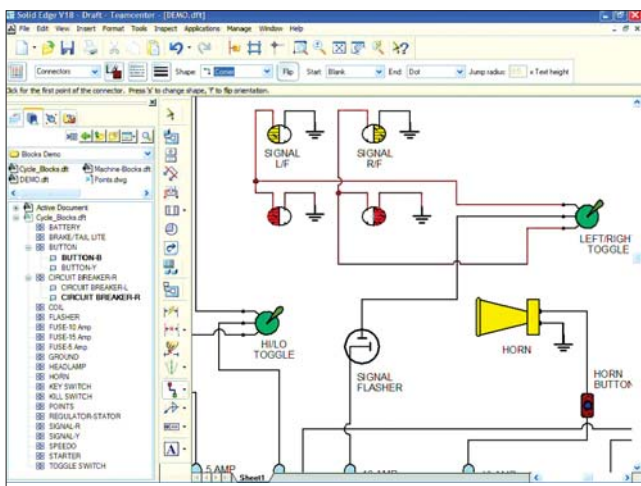 Solid Edge V18 - Draft - Teamcenter - [DEMO.dft]
File Edit View Insert Format Tools Inspect Applications Manage Window Help
Connectors Shape: Corner Flip Start: Blank End: Dot Jump radius: x Text height
Click for the first point of the connector. Press 's' to change shape, 'f' to flip orientation.
Blocks Demo
Cycle_Blocks.dft Machine-Blocks.dft
DEMO.dft Points.dwg
Active Document
Cycle_Blocks.dft
BATTERY
BRAKE/TAIL LITE
BUTTON
BUTTON-B
BUTTON-Y
CIRCUIT BREAKER-R
CIRCUIT BREAKER-L
CIRCUIT BREAKER-R
COIL
FLASHER
FUSE-10 Amp
FUSE-15 Amp
FUSE-5 Amp
GROUND
HEADLAMP
HORN
KEY SWITCH
KILL SWITCH
POINTS
REGULATOR-STATOR
SIGNAL-R
SIGNAL-Y
SPEEDO
STARTER
TOGGLE SWITCH
SIGNAL
L/F
SIGNAL
R/F
LEFT/RIGHT
TOGGLE
HI/LO
TOGGLE
SIGNAL
FLASHER
HORN
HORN
BUTTON
5 AMP
Sheet1